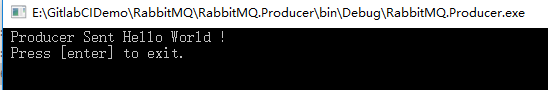 E:\GitlabCIDemo\RabbitMQ\RabbitMQ.Producer\bin\Debug\RabbitMQ.Producer.exe
Producer Sent Hello World !
Press [enter] to exit.